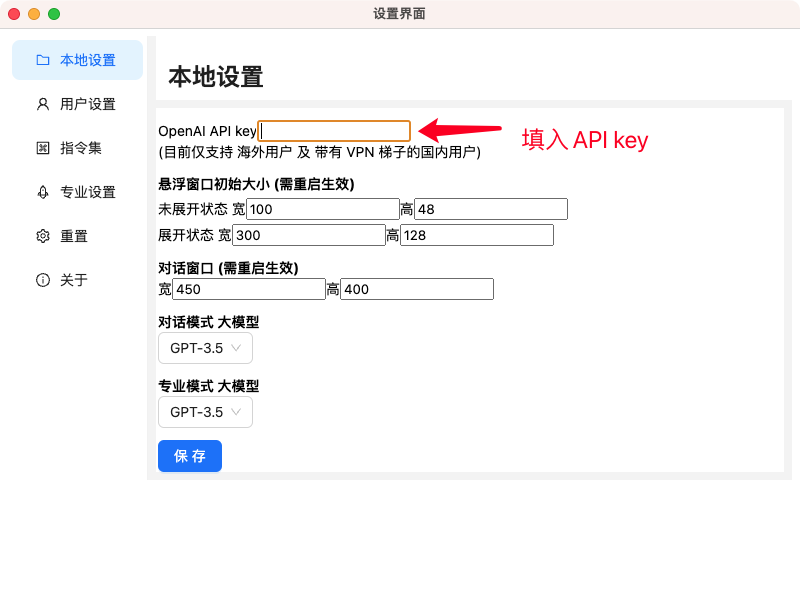 设置界面
本地设置
用户设置
指令集
专业设置
重置
关于
本地设置
OpenAI API key
填入 API key
(目前仅支持 海外用户 及 带有 VPN 梯子的国内用户)
悬浮窗口初始大小 (需重启生效)
未展开状态 宽 100 高 48
展开状态 宽 300 高 128
对话窗口 (需重启生效)
宽 450 高 400
对话模式 大模型
GPT-3.5
专业模式 大模型
GPT-3.5
保 存